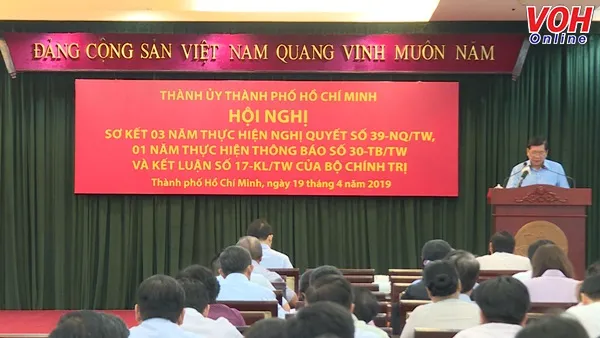 ĐẢNG CỘNG SẢN VIỆT NAM QUANG VINH MUÔN NĂM
VOH
Online
THÀNH ỦY THÀNH PHỐ HỒ CHÍ MINH
HỘI NGHỊ
SƠ KẾT 03 NĂM THỰC HIỆN NGHỊ QUYẾT SỐ 39-NQ/TW,
01 NĂM THỰC HIỆN THÔNG BÁO SỐ 30-TB/TW
VÀ KẾT LUẬN SỐ 17-KL/TW CỦA BỘ CHÍNH TRỊ
Thành phố Hồ Chí Minh, ngày 19 tháng 4 năm 2019